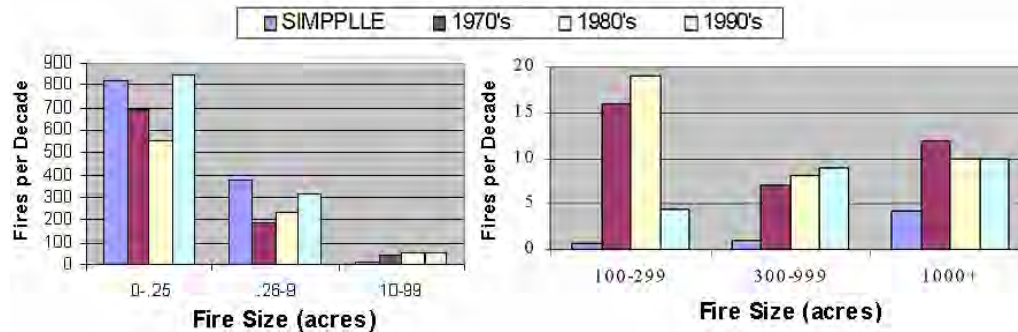 SIMPPLLE 1970's 1980's 1990's
Fires per Decade
900
800
700
600
500
400
300
200
100
0
0-.25 .26-9 10-99
Fire Size (acres)
Fires per Decade
20
15
10
5
0
100-299 300-999 1000+
Fire Size (acres)